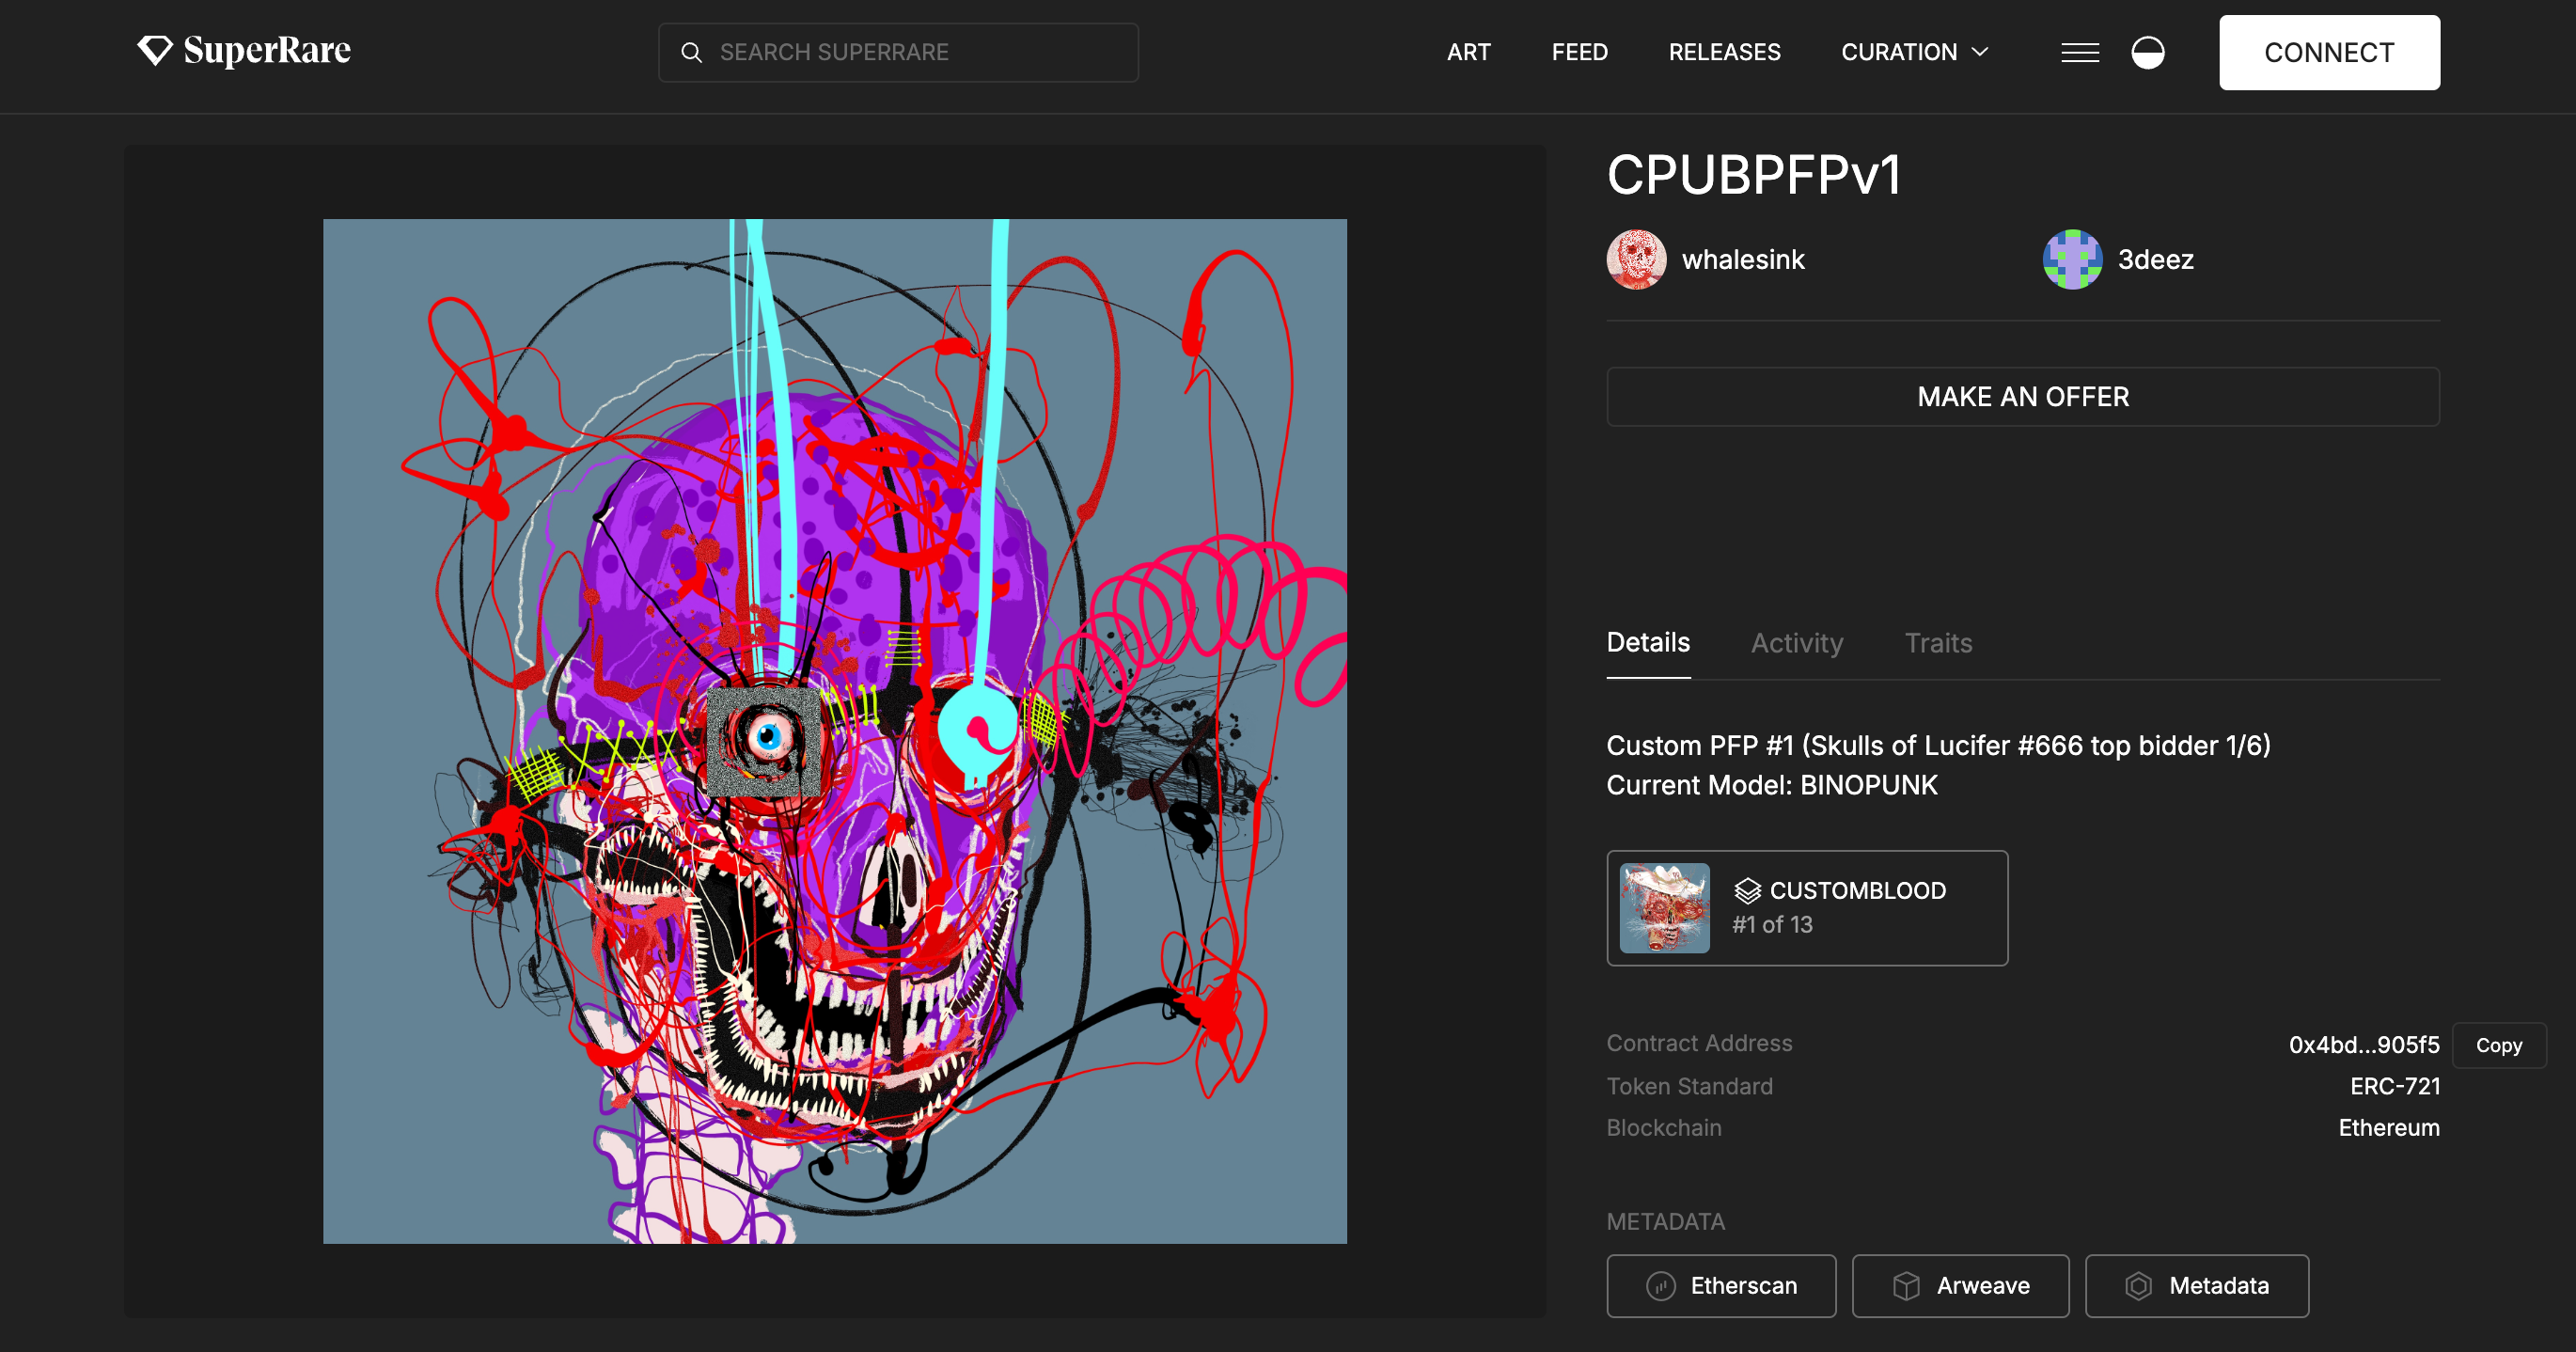 SuperRare
SEARCH SUPERRARE
ART
FEED
RELEASES
CURATION
CONNECT
CPUBPFPv1
whalesink
3deez
MAKE AN OFFER
Details
Activity
Traits
Custom PFP #1 (Skulls of Lucifer #666 top bidder 1/6)
Current Model: BINOPUNK
CUSTOMBLOOD
#1 of 13
Contract Address
0x4bd...905f5
Copy
Token Standard
ERC-721
Blockchain
Ethereum
METADATA
Etherscan
Arweave
Metadata